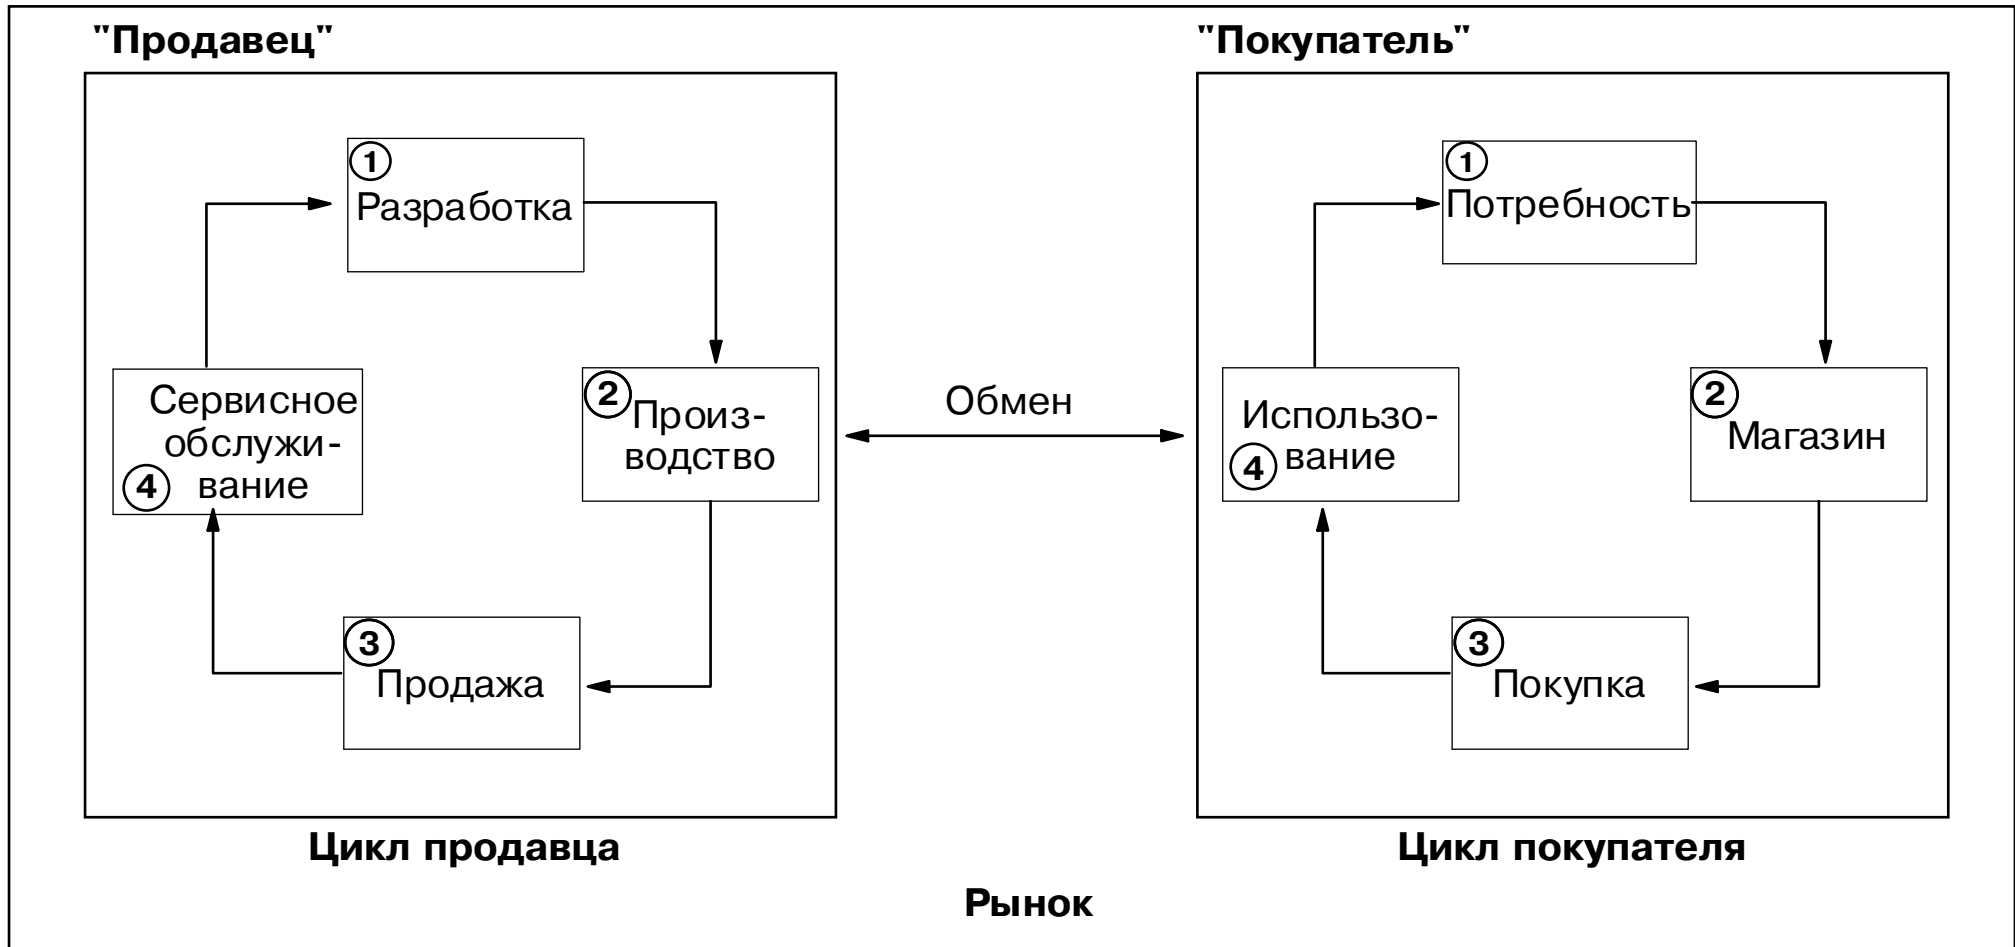 "Продавец"
1
Разработка
2
Произ-
водство
3
Продажа
Сервисное
обслужи-
4 вание
Цикл продавца
Обмен
"Покупатель"
1
Потребность
2
Магазин
3
Покупка
Использо-
4 вание
Цикл покупателя
Рынок